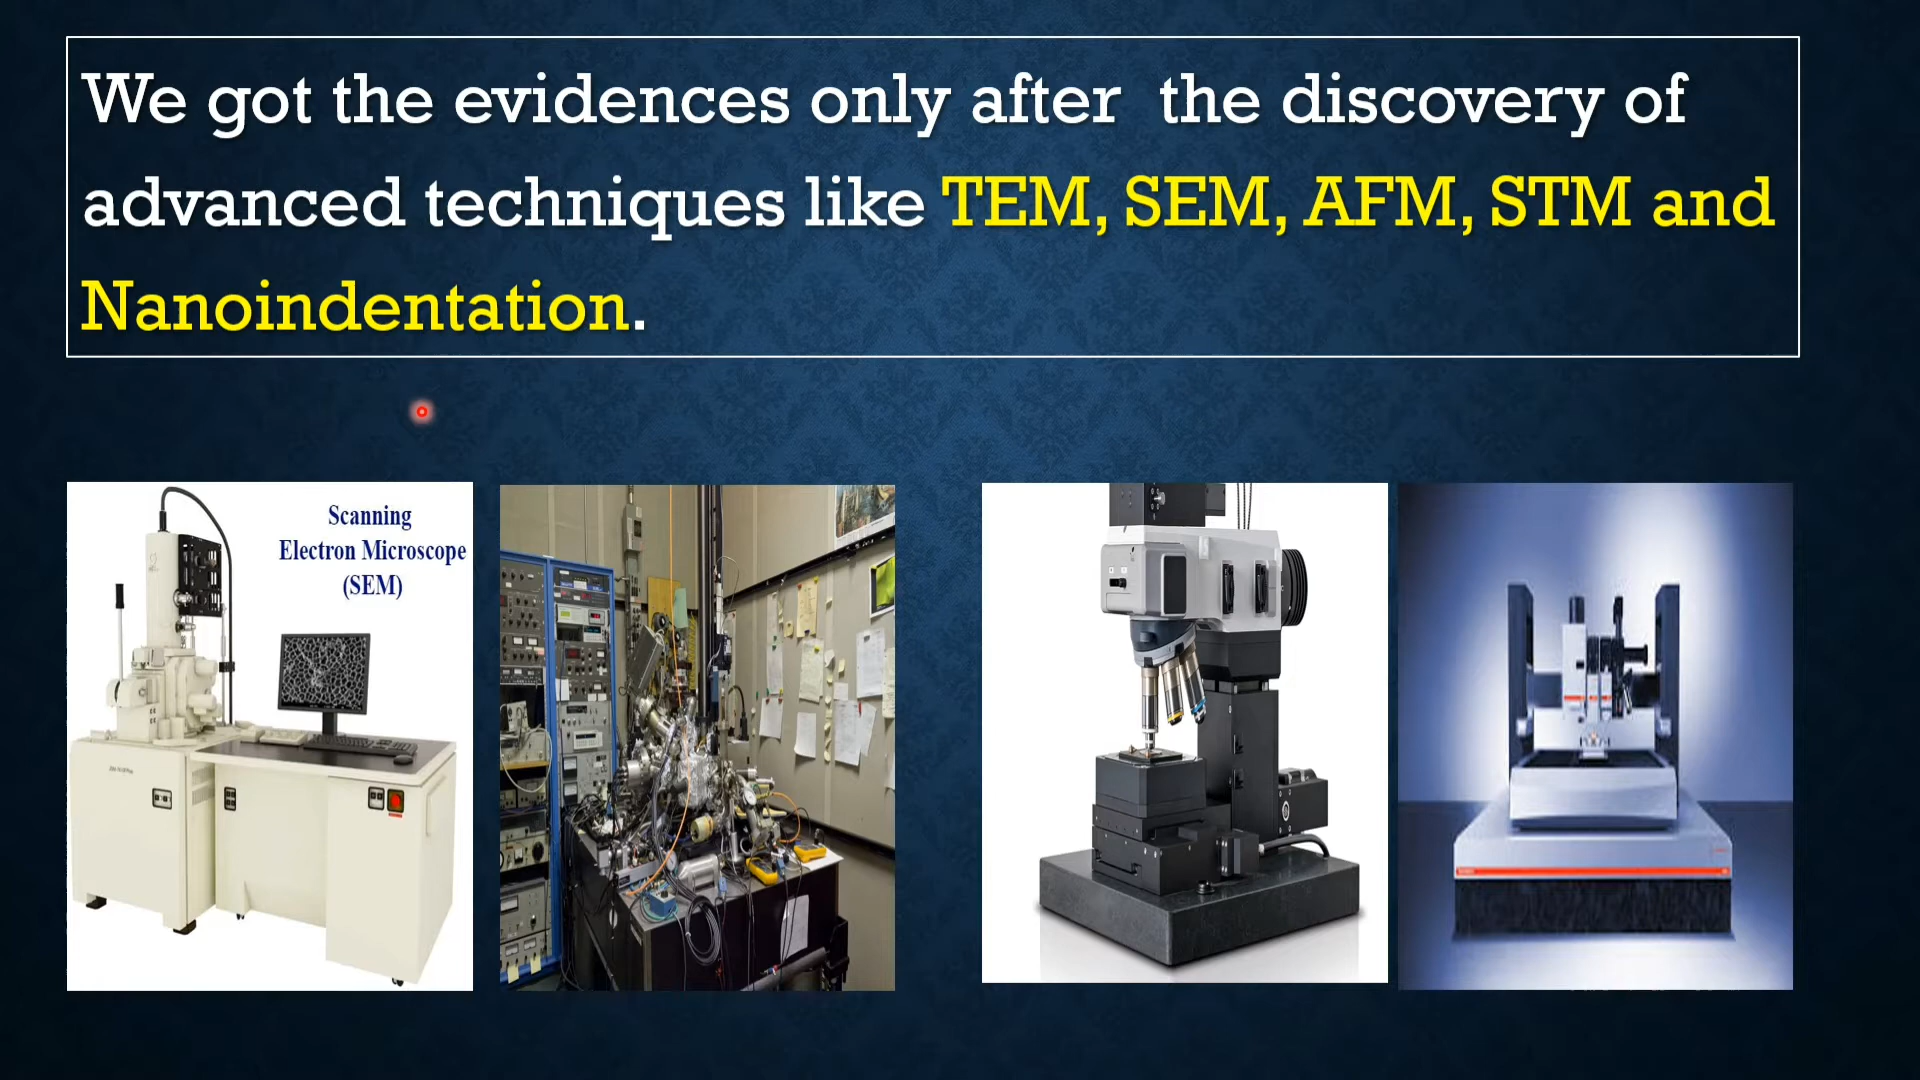 We got the evidences only after the discovery of
advanced techniques like TEM, SEM, AFM, STM and
Nanoindentation.
Scanning
Electron Microscope
(SEM)